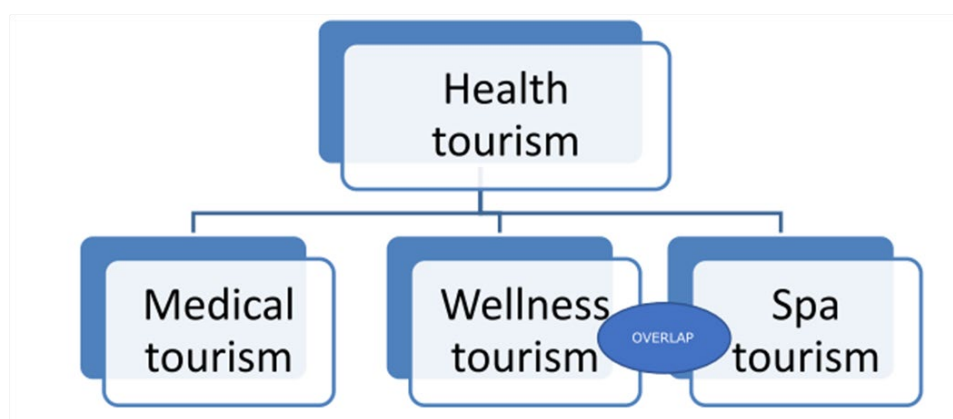 Health
tourism
Medical
tourism
Wellness
tourism
OVERLAP
Spa
tourism